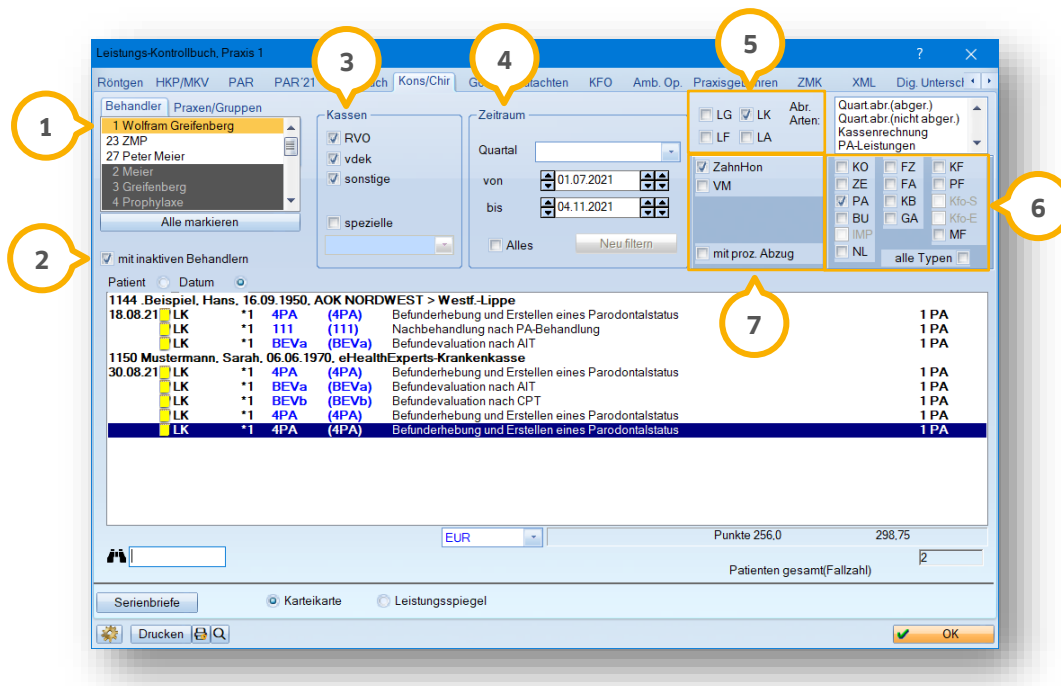 Leistungs-Kontrollbuch, Praxis 1 ? ×
Röntgen HKP/MKV PAR PAR'21 ch Kons/Chir Go tachten KFO Amb. Op. Praxisge ren ZMK XML Dig. Untersch
1
2
3
4
5
6
7
Behandler Praxen/Gruppen
1 Wolfram Greifenberg
23 ZMP
27 Peter Meier
2 Meier
3 Greifenberg
4 Prophylaxe
Alle markieren
mit inaktiven Behandlern
Kassen
RVO
vdek
sonstige
spezielle
Zeitraum
Quartal
von 01.07.2021
bis 04.11.2021
Alles Neu filtern
LG LK Abr. Arten:
LF LA
Quart.abr.(abger.)
Quart.abr.(nicht abger.)
Kassenrechnung
PA-Leistungen
ZahnHon
VM
mit proz. Abzug
KO FZ KF
ZE FA PF
PA KB Kfo-S
BU GA Kfo-E
IMP MF
NL alle Typen
Patient Datum
1144 .Beispiel, Hans, 16.09.1950, AOK NORDWEST > Westf.-Lippe
18.08.21 LK *1 4PA (4PA) Befunderhebung und Erstellen eines Parodontalstatus 1 PA
LK *1 111 (111) Nachbehandlung nach PA-Behandlung 1 PA
LK *1 BEVa (BEVa) Befundevaluation nach AIT 1 PA
1150 Mustermann, Sarah, 06.06.1970, eHealthExperts-Krankenkasse
30.08.21 LK *1 4PA (4PA) Befunderhebung und Erstellen eines Parodontalstatus 1 PA
LK *1 BEVa (BEVa) Befundevaluation nach AIT 1 PA
LK *1 BEVb (BEVb) Befundevaluation nach CPT 1 PA
LK *1 4PA (4PA) Befunderhebung und Erstellen eines Parodontalstatus 1 PA
LK *1 4PA (4PA) Befunderhebung und Erstellen eines Parodontalstatus 1 PA
EUR Punkte 256,0 298,75
2
Patienten gesamt(Fallzahl)
Serienbriefe Karteikarte Leistungsspiegel
Drucken OK